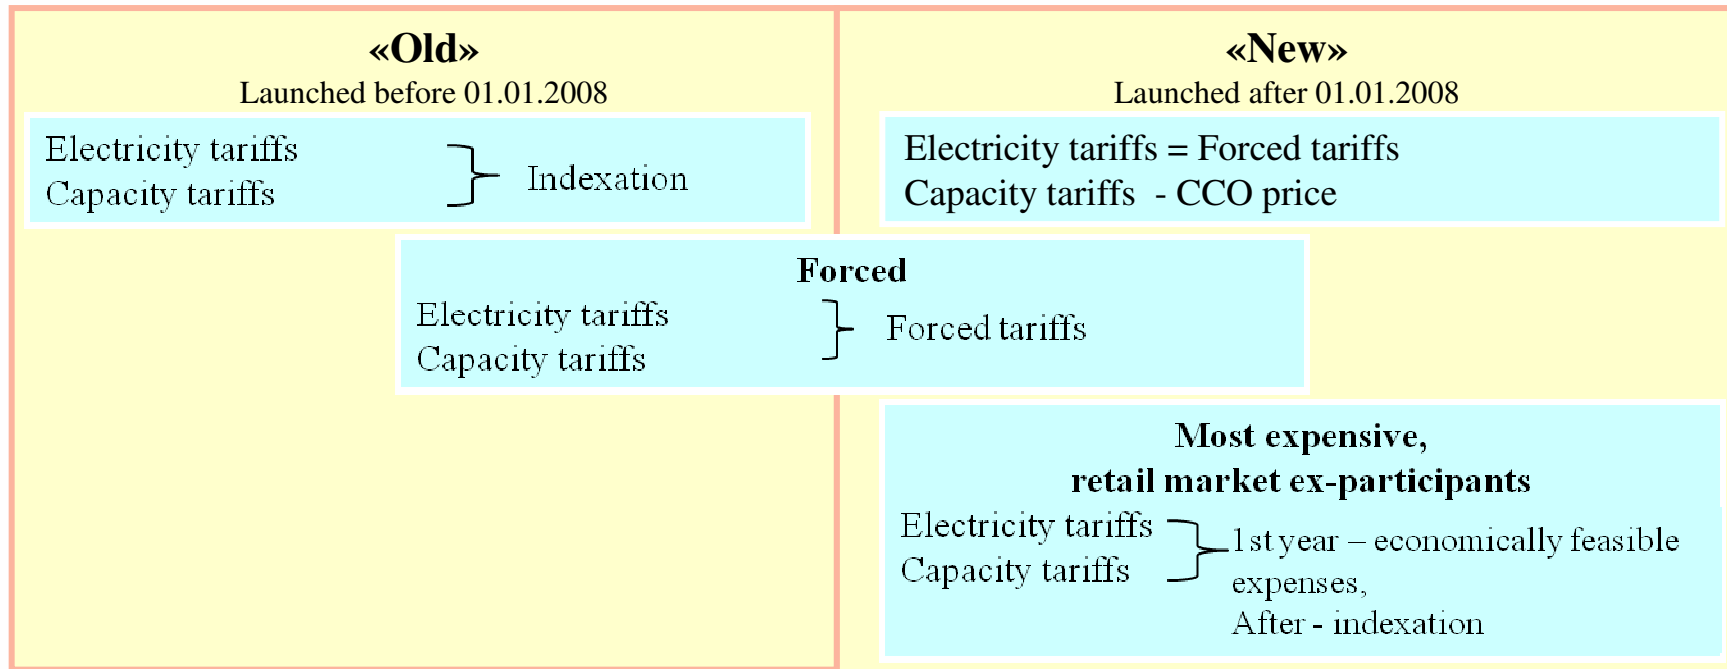 «Old»
Launched before 01.01.2008
Electricity tariffs
Capacity tariffs
Indexation
«New»
Launched after 01.01.2008
Electricity tariffs = Forced tariffs
Capacity tariffs - CCO price
Forced
Electricity tariffs
Capacity tariffs
Forced tariffs
Most expensive,
retail market ex-participants
Electricity tariffs
Capacity tariffs
1st year – economically feasible
expenses,
After - indexation